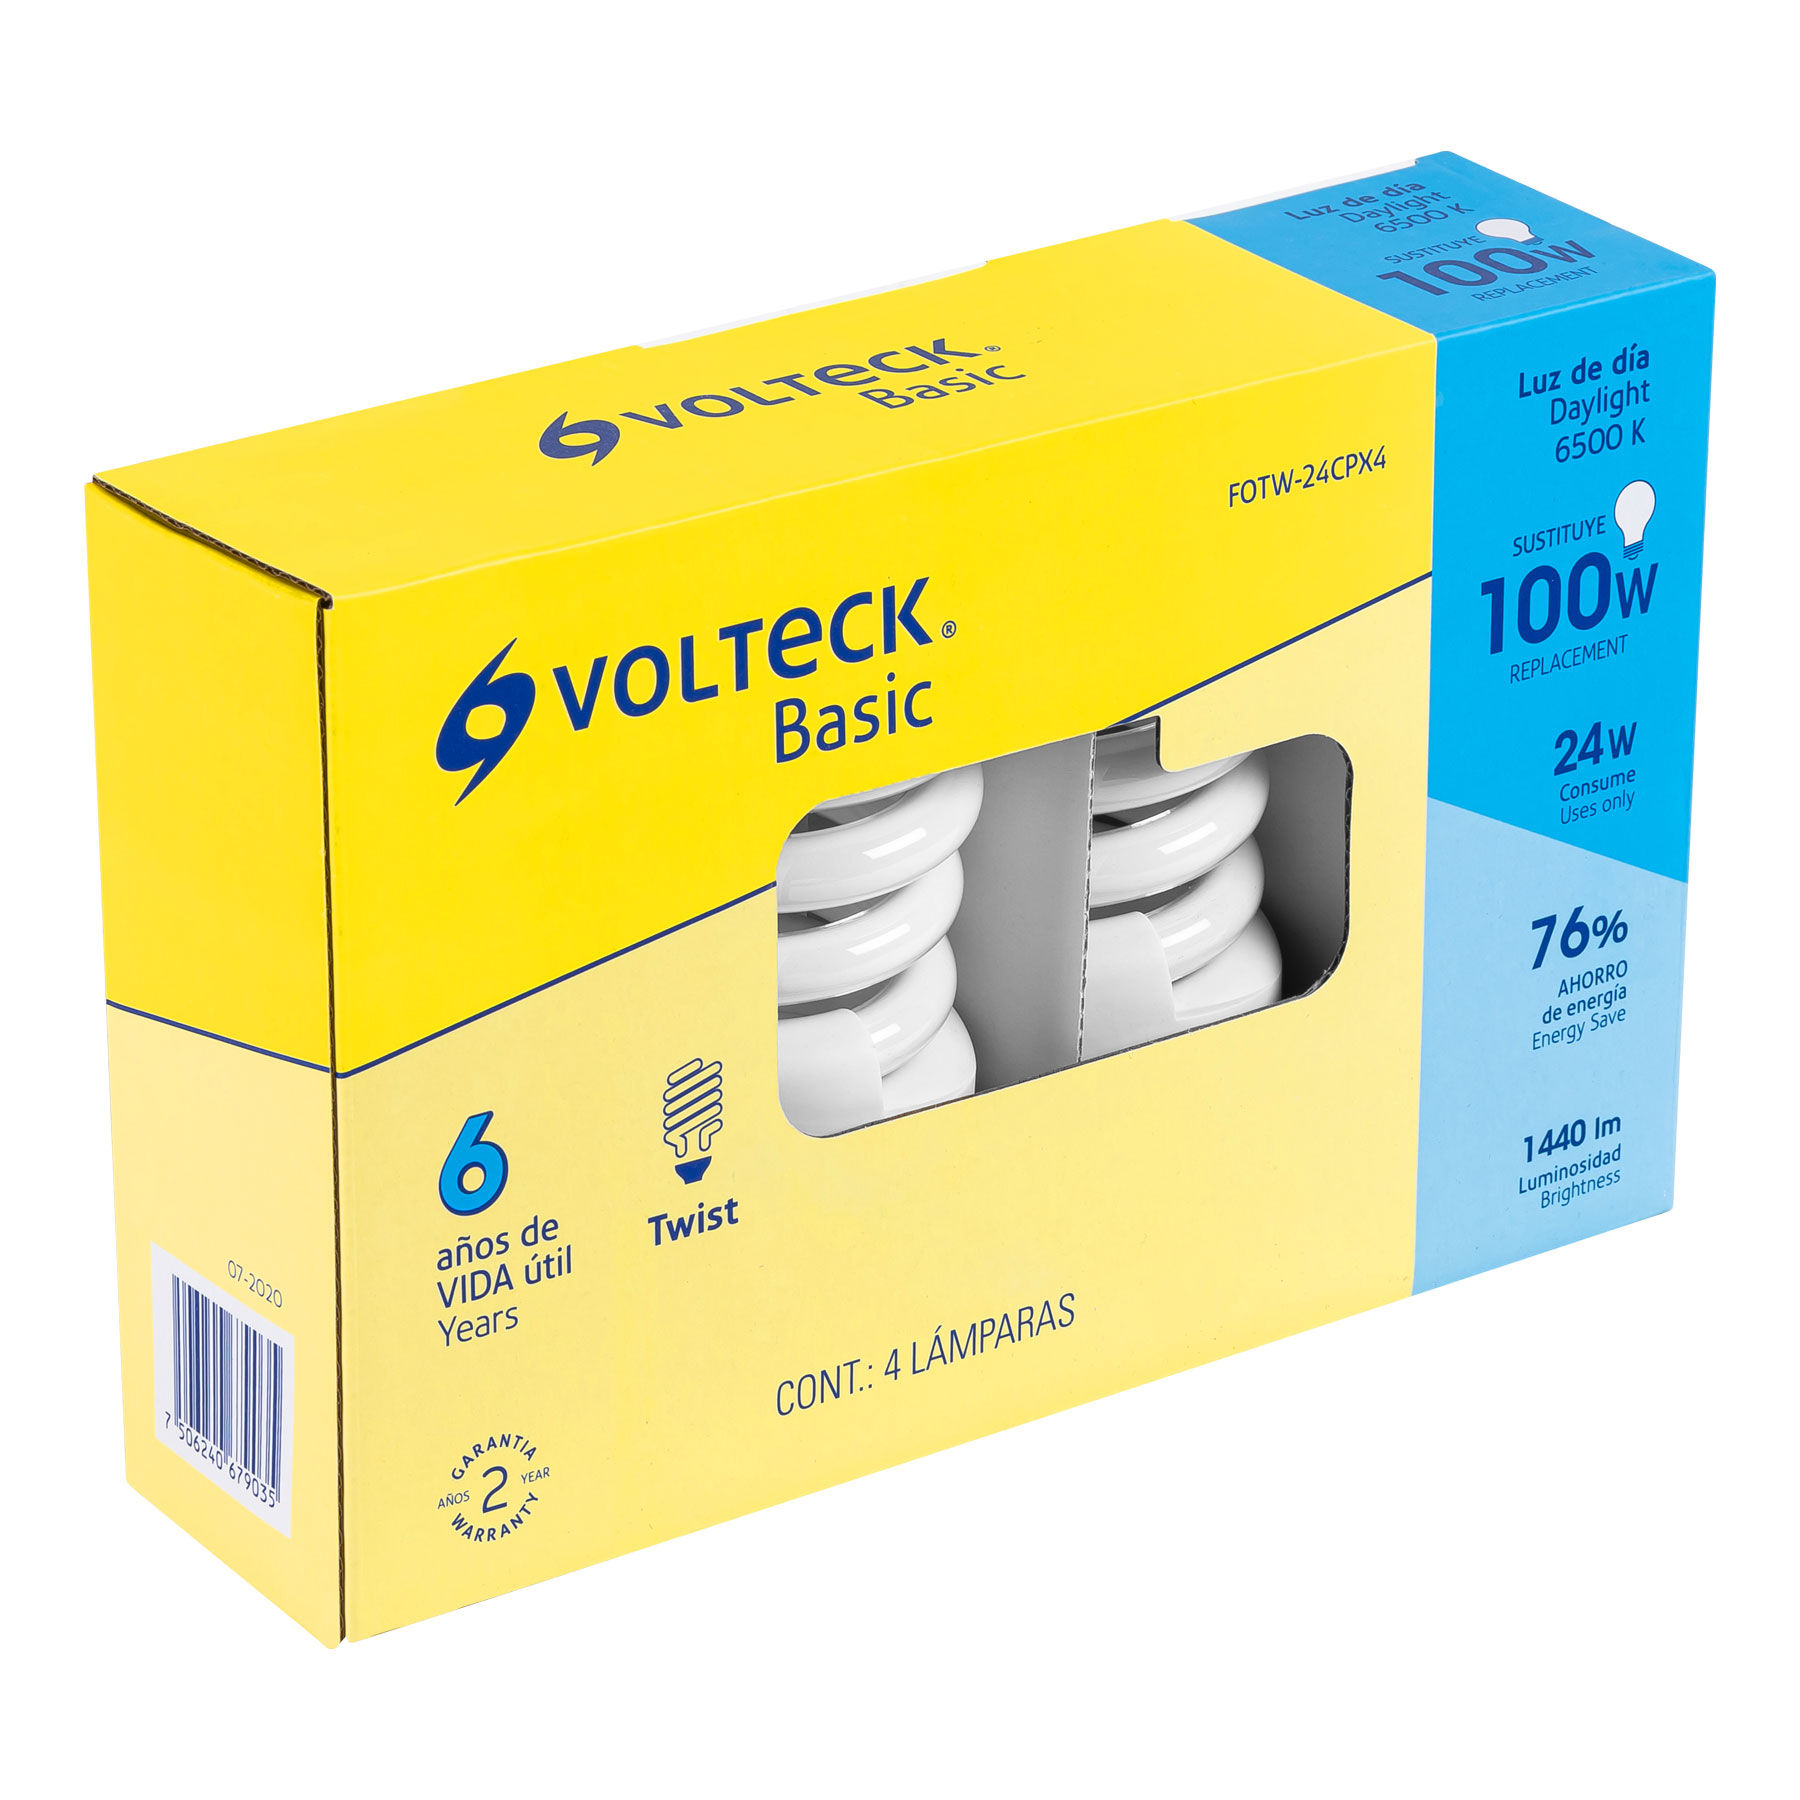 VOLTECK®
Basic
Luz de día
Daylight
6500 K
SUSTITUYE
100W
REPLACEMENT
VOLTECK®
Basic
FOTW-24CPX4
6
años de
VIDA útil
Years
Twist
CONT.: 4 LÁMPARAS
GARANTÍA
AÑOS 2 YEAR
WARRANTY
Luz de día
Daylight
6500 K
SUSTITUYE
100W
REPLACEMENT
24W
Consume
Uses only
76%
AHORRO
de energía
Energy Save
1440 lm
Luminosidad
Brightness
07-2020
7 506240 679035